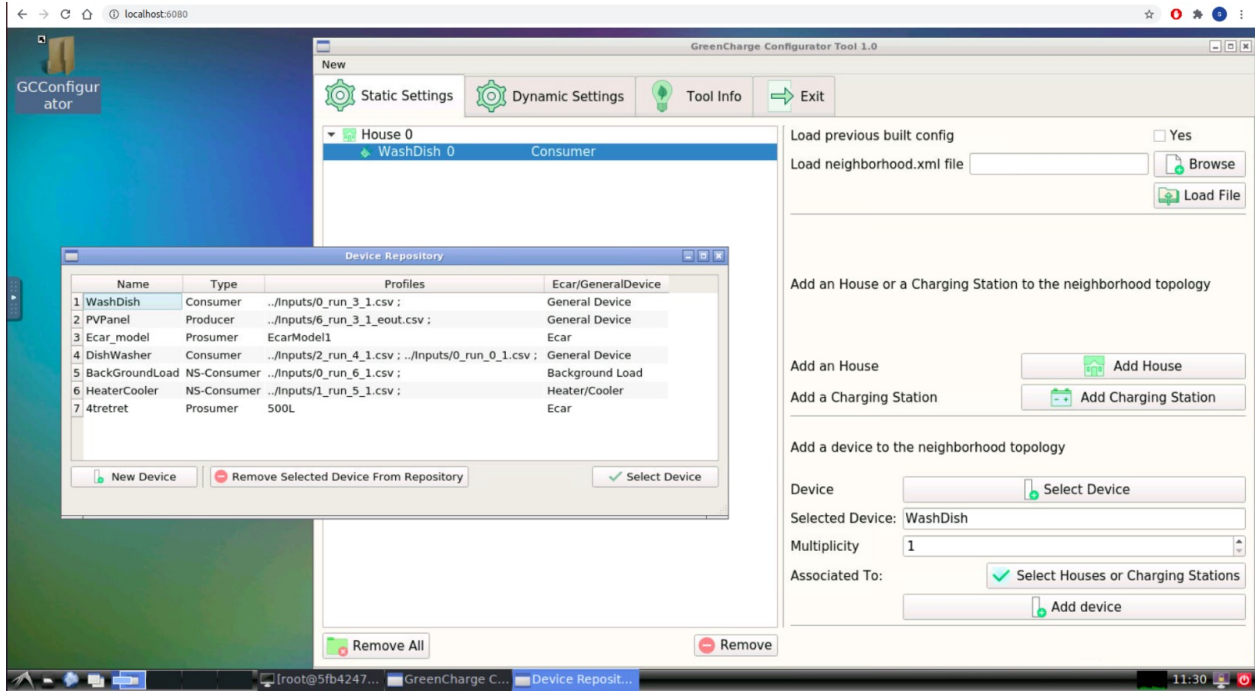 localhost:6080
GCConfigur
ator
GreenCharge Configurator Tool 1.0
New
Static Settings
Dynamic Settings
Tool Info
Exit
House 0
WashDish 0 Consumer
Load previous built config Yes
Load neighborhood.xml file Browse
Load File
Add an House or a Charging Station to the neighborhood topology
Add an House Add House
Add a Charging Station Add Charging Station
Add a device to the neighborhood topology
Device Select Device
Selected Device: WashDish
Multiplicity 1
Associated To: Select Houses or Charging Stations
Add device
Remove All Remove
Device Repository
Name Type Profiles Ecar/GeneralDevice
1 WashDish Consumer ../Inputs/0_run_3_1.csv ; General Device
2 PVPanel Producer ../Inputs/6_run_3_1_eout.csv ; General Device
3 Ecar_model Prosumer EcarModel1 Ecar
4 DishWasher Consumer ../Inputs/2_run_4_1.csv ; ../Inputs/0_run_0_1.csv ; General Device
5 BackGroundLoad NS-Consumer ../Inputs/0_run_6_1.csv ; Background Load
6 HeaterCooler NS-Consumer ../Inputs/1_run_5_1.csv ; Heater/Cooler
7 4tretret Prosumer 500L Ecar
New Device Remove Selected Device From Repository Select Device
[root@5fb4247... GreenCharge C... Device Reposit... 11:30